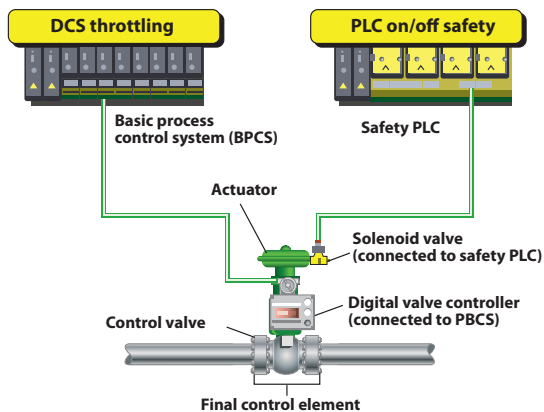 DCS throttling
PLC on/off safety
Basic process
control system (BPCS)
Safety PLC
Actuator
Solenoid valve
(connected to safety PLC)
Digital valve controller
(connected to PBCS)
Control valve
Final control element